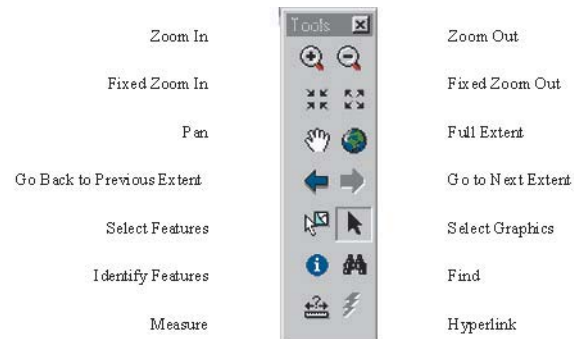 Tools
Zoom In
Zoom Out
Fixed Zoom In
Fixed Zoom Out
Pan
Full Extent
Go Back to Previous Extent
Go to Next Extent
Select Features
Select Graphics
Identify Features
Find
Measure
Hyperlink